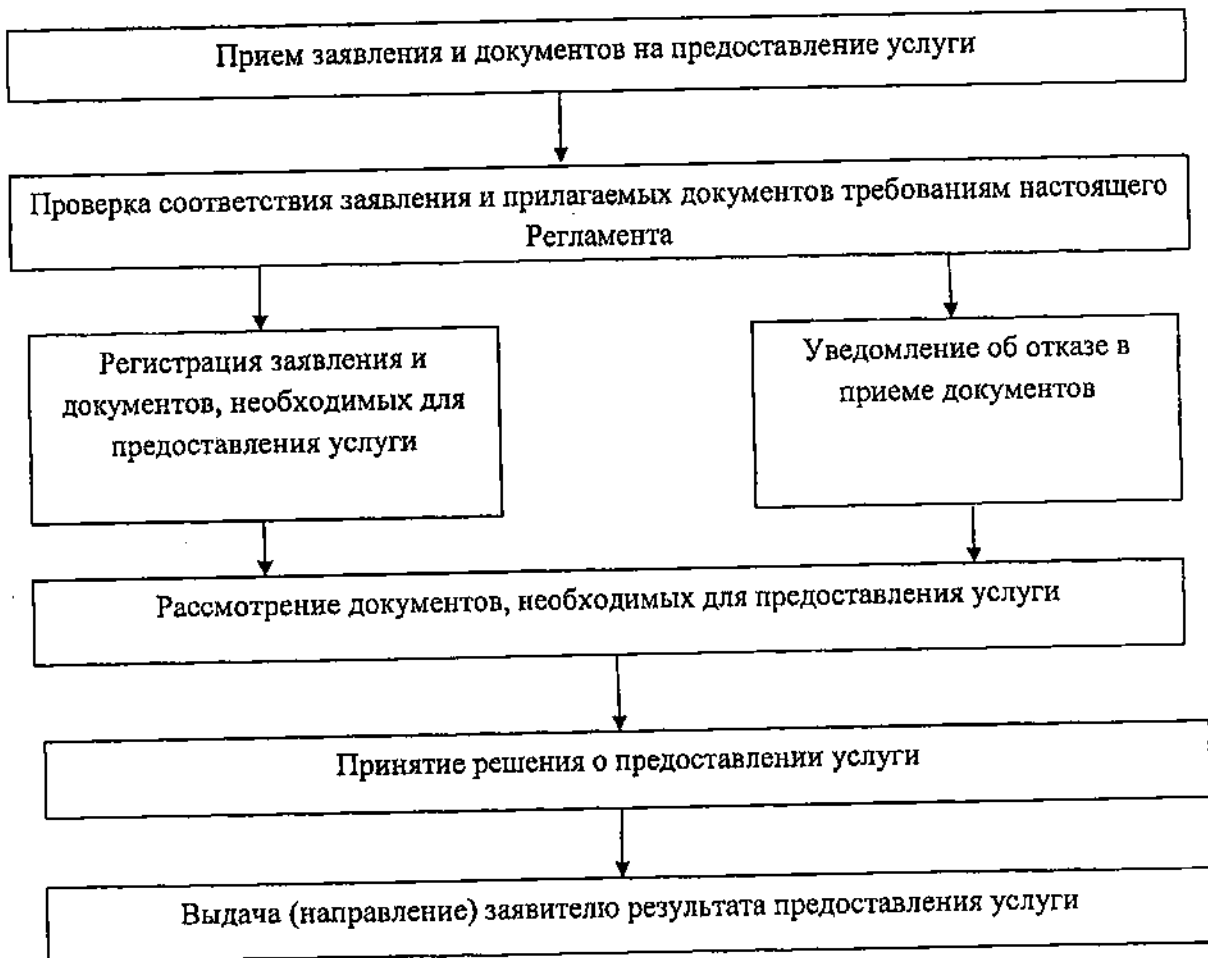 Прием заявления и документов на предоставление услуги
Проверка соответствия заявления и прилагаемых документов требованиям настоящего
Регламента
Регистрация заявления и
документов, необходимых для
предоставления услуги
Уведомление об отказе в
приеме документов
Рассмотрение документов, необходимых для предоставления услуги
Принятие решения о предоставлении услуги
Выдача (направление) заявителю результата предоставления услуги